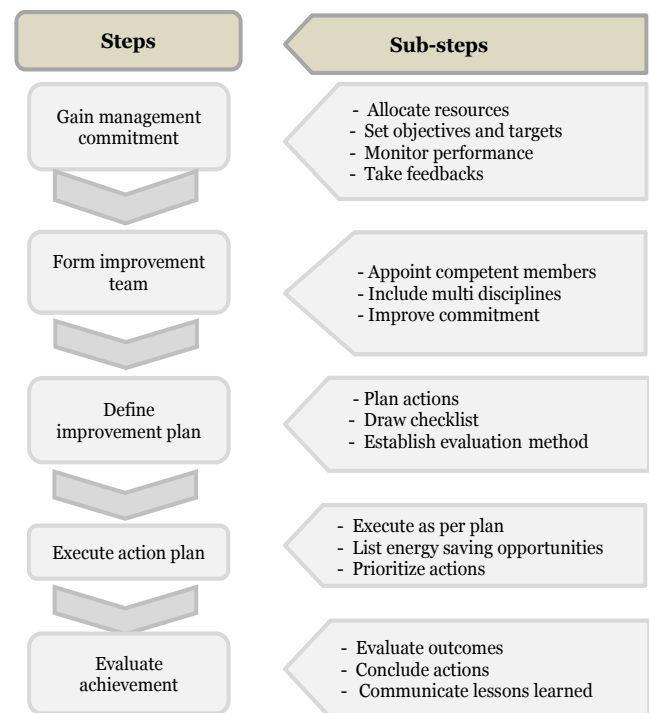 Steps
Sub-steps
Gain management
commitment
- Allocate resources
- Set objectives and targets
- Monitor performance
- Take feedbacks
Form improvement
team
- Appoint competent members
- Include multi disciplines
- Improve commitment
Define
improvement plan
- Plan actions
- Draw checklist
- Establish evaluation method
Execute action plan
- Execute as per plan
- List energy saving opportunities
- Prioritize actions
Evaluate
achievement
- Evaluate outcomes
- Conclude actions
- Communicate lessons learned